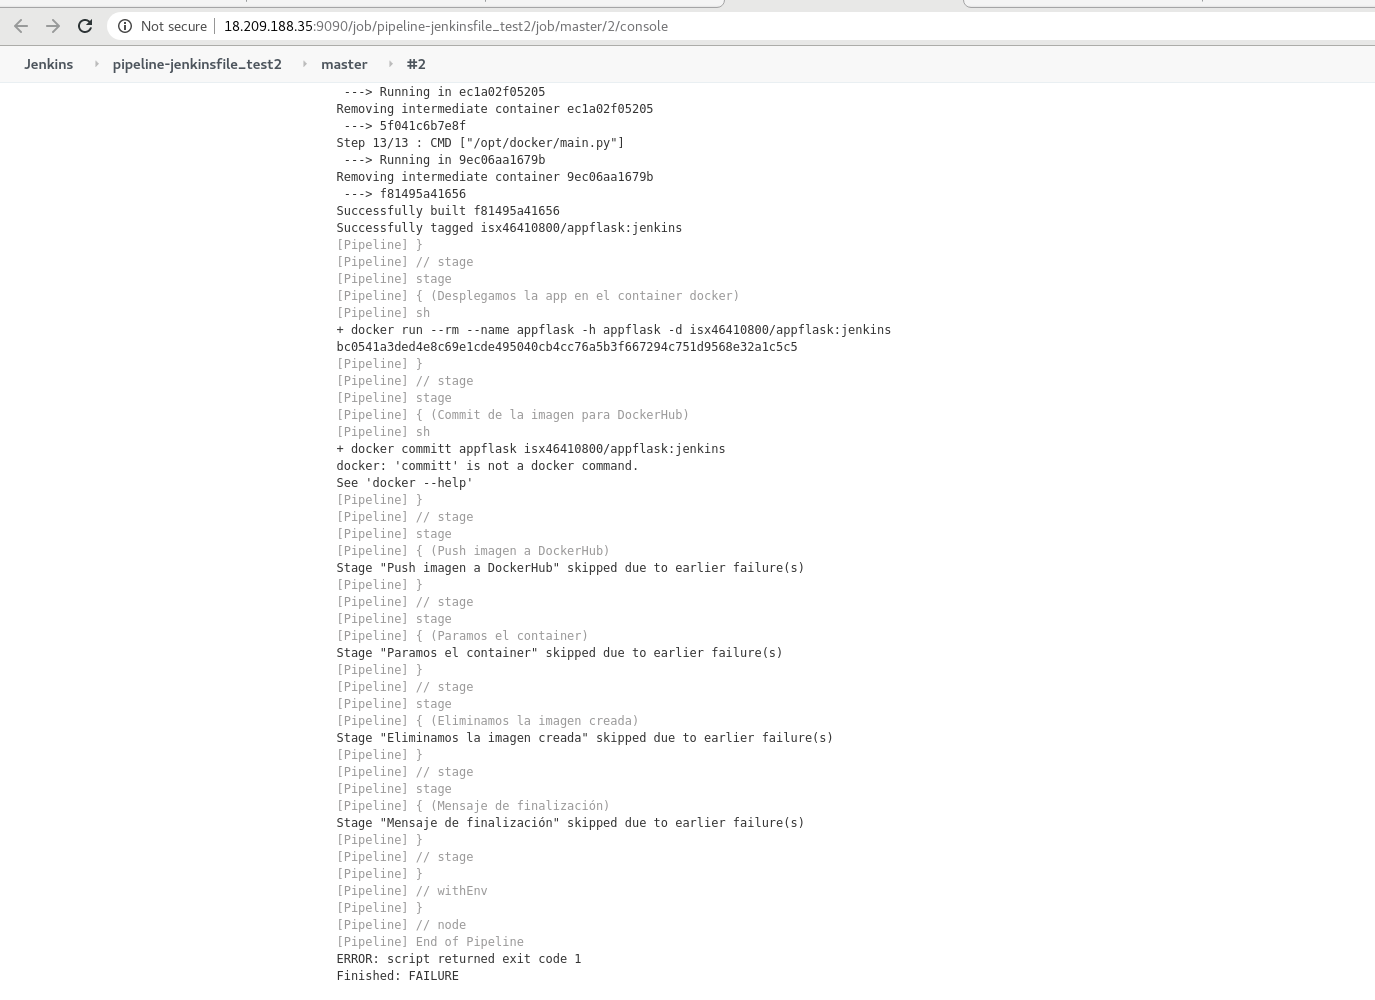 Not secure | 18.209.188.35:9090/job/pipeline-jenkinsfile_test2/job/master/2/console
Jenkins pipeline-jenkinsfile_test2 master #2
---> Running in ec1a02f05205
Removing intermediate container ec1a02f05205
---> 5f041c6b7e8f
Step 13/13 : CMD ["/opt/docker/main.py"]
---> Running in 9ec06aa1679b
Removing intermediate container 9ec06aa1679b
---> f81495a41656
Successfully built f81495a41656
Successfully tagged isx46410800/appflask:jenkins
[Pipeline] }
[Pipeline] // stage
[Pipeline] stage
[Pipeline] { (Desplegamos la app en el container docker)
[Pipeline] sh
+ docker run --rm --name appflask -h appflask -d isx46410800/appflask:jenkins
bc0541a3ded4e8c69e1cde495040cb4cc76a5b3f667294c751d9568e32a1c5c5
[Pipeline] }
[Pipeline] // stage
[Pipeline] stage
[Pipeline] { (Commit de la imagen para DockerHub)
[Pipeline] sh
+ docker committ appflask isx46410800/appflask:jenkins
docker: 'committ' is not a docker command.
See 'docker --help'
[Pipeline] }
[Pipeline] // stage
[Pipeline] stage
[Pipeline] { (Push imagen a DockerHub)
Stage "Push imagen a DockerHub" skipped due to earlier failure(s)
[Pipeline] }
[Pipeline] // stage
[Pipeline] stage
[Pipeline] { (Paramos el container)
Stage "Paramos el container" skipped due to earlier failure(s)
[Pipeline] }
[Pipeline] // stage
[Pipeline] stage
[Pipeline] { (Eliminamos la imagen creada)
Stage "Eliminamos la imagen creada" skipped due to earlier failure(s)
[Pipeline] }
[Pipeline] // stage
[Pipeline] stage
[Pipeline] { (Mensaje de finalización)
Stage "Mensaje de finalización" skipped due to earlier failure(s)
[Pipeline] }
[Pipeline] // stage
[Pipeline] }
[Pipeline] // withEnv
[Pipeline] }
[Pipeline] // node
[Pipeline] End of Pipeline
ERROR: script returned exit code 1
Finished: FAILURE